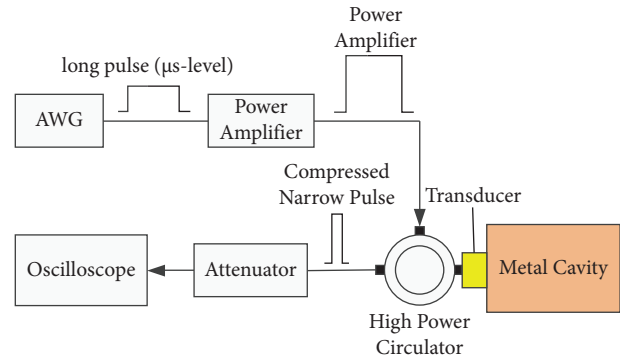 Power
Amplifier
long pulse (μs-level)
AWG
Power
Amplifier
Compressed
Narrow Pulse
Transducer
Oscilloscope
Attenuator
Metal Cavity
High Power
Circulator